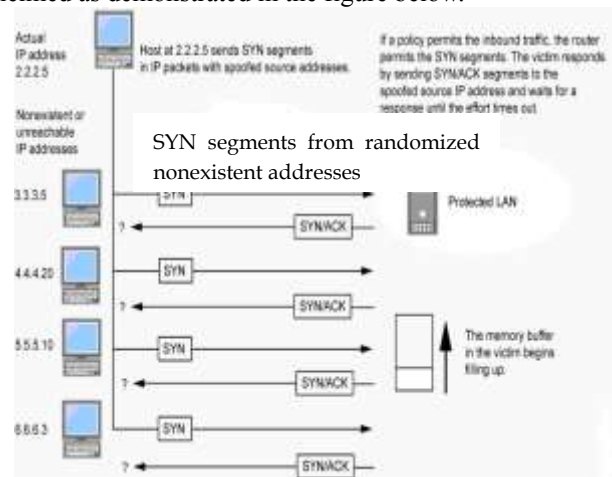 Actual
IP address
2.2.2.5
Host at 2.2.2.5 sends SYN segments
in IP packets with spoofed source addresses.
If a policy permits the inbound traffic, the router
permits the SYN segments. The victim responds
by sending SYN/ACK segments to the
spoofed source IP address and waits for a
response until the effort times out.
Nonexistent or
unreachable
IP addresses
SYN segments from randomized
nonexistent addresses
3.3.3.5
SYN
Protected LAN
?
SYN/ACK
4.4.4.20
SYN
?
SYN/ACK
The memory buffer
in the victim begins
filling up.
5.5.5.10
SYN
?
SYN/ACK
6.6.6.3
SYN
?
SYN/ACK